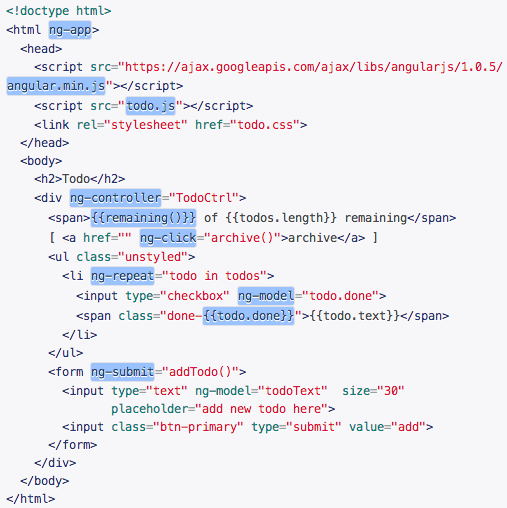 <!doctype html>
<html ng-app>
  <head>
    <script src="https://ajax.googleapis.com/ajax/libs/angularjs/1.0.5/
angular.min.js"></script>
    <script src="todo.js"></script>
    <link rel="stylesheet" href="todo.css">
  </head>
  <body>
    <h2>Todo</h2>
    <div ng-controller="TodoCtrl">
      <span>{{remaining()}} of {{todos.length}} remaining</span>
      [ <a href="" ng-click="archive()">archive</a> ]
      <ul class="unstyled">
        <li ng-repeat="todo in todos">
          <input type="checkbox" ng-model="todo.done">
          <span class="done-{{todo.done}}">{{todo.text}}</span>
        </li>
      </ul>
      <form ng-submit="addTodo()">
        <input type="text" ng-model="todoText"  size="30"
               placeholder="add new todo here">
        <input class="btn-primary" type="submit" value="add">
      </form>
    </div>
  </body>
</html>